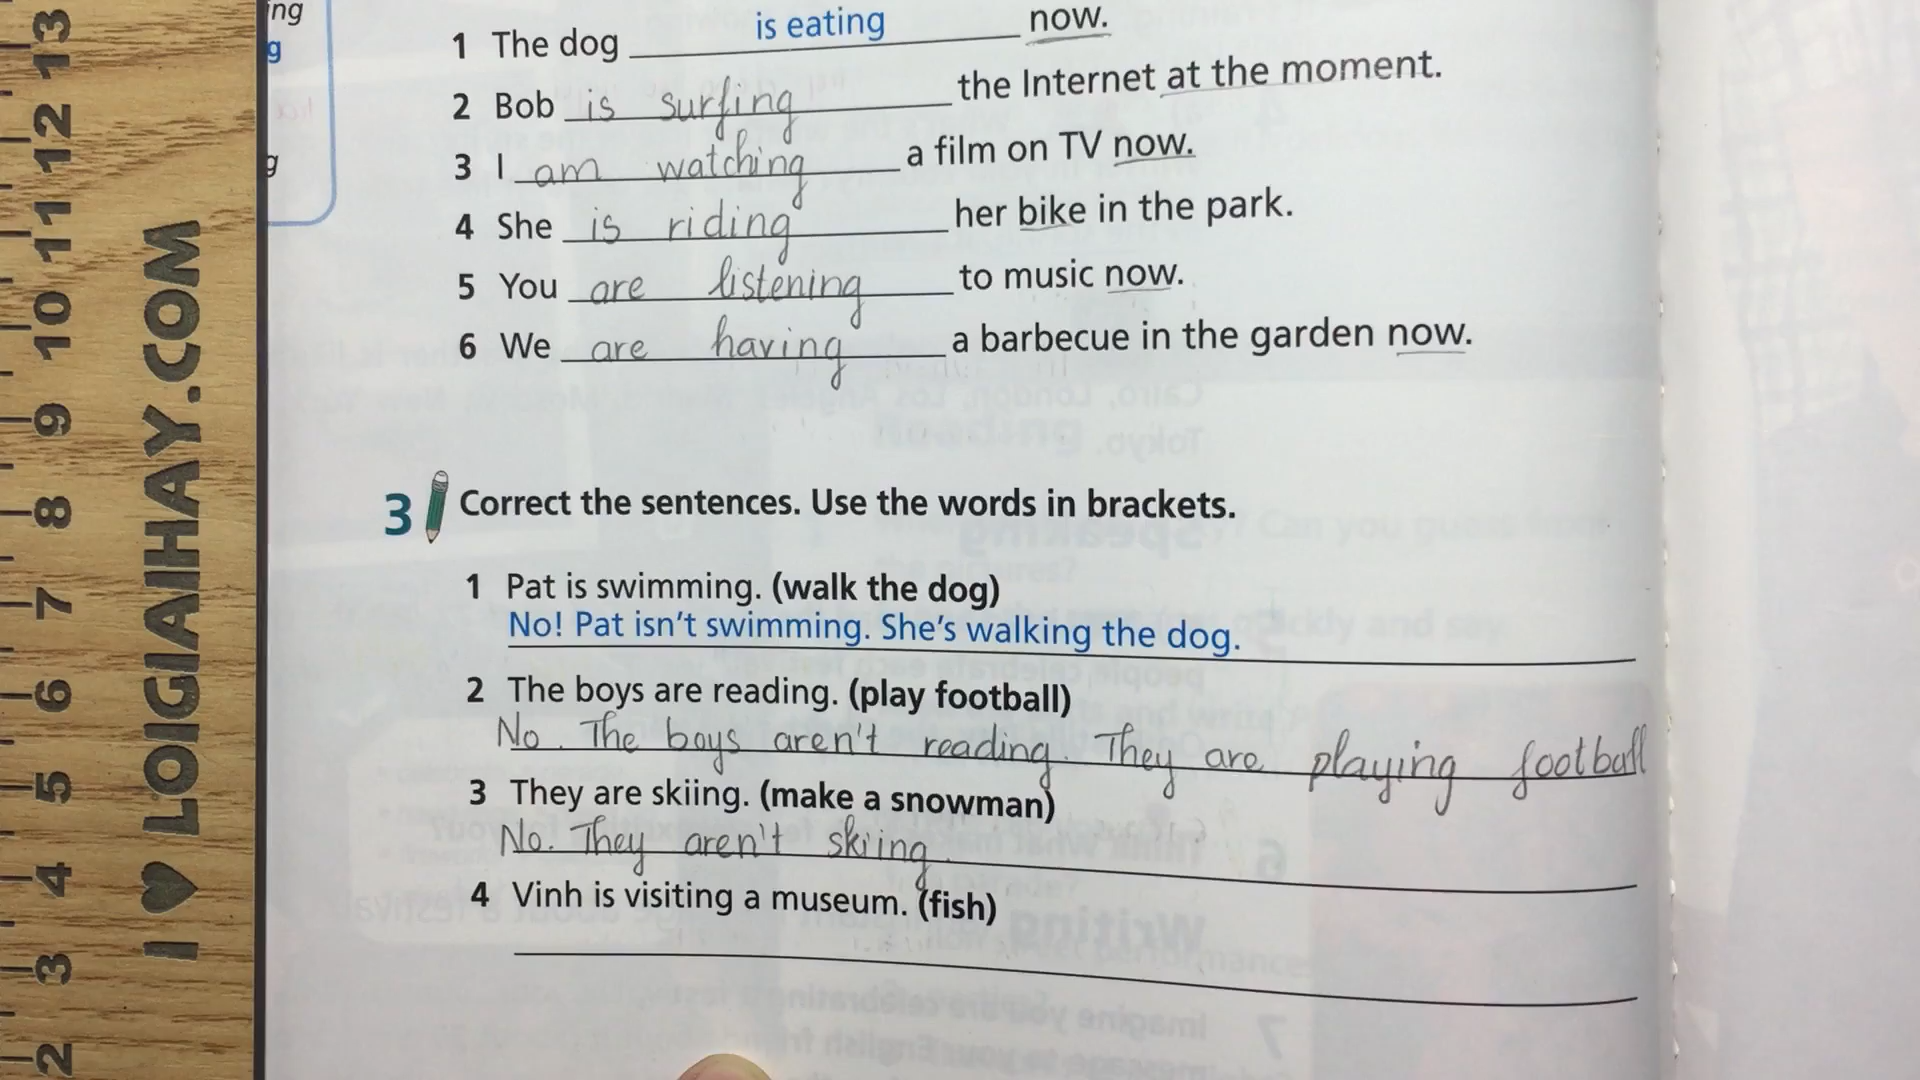 ing
g
g
1 The dog is eating now.
2 Bob is surfing the Internet at the moment.
3 I am watching a film on TV now.
4 She is riding her bike in the park.
5 You are listening to music now.
6 We are having a barbecue in the garden now.
3 Correct the sentences. Use the words in brackets.
1 Pat is swimming. (walk the dog)
No! Pat isn't swimming. She's walking the dog.
2 The boys are reading. (play football)
No. The boys aren't reading. They are playing football
3 They are skiing. (make a snowman)
No. They aren't skiing.
4 Vinh is visiting a museum. (fish)
I ♥ LOIGIAIHAY.COM
13
12
11
10
9
8
7
6
5
4
3
2